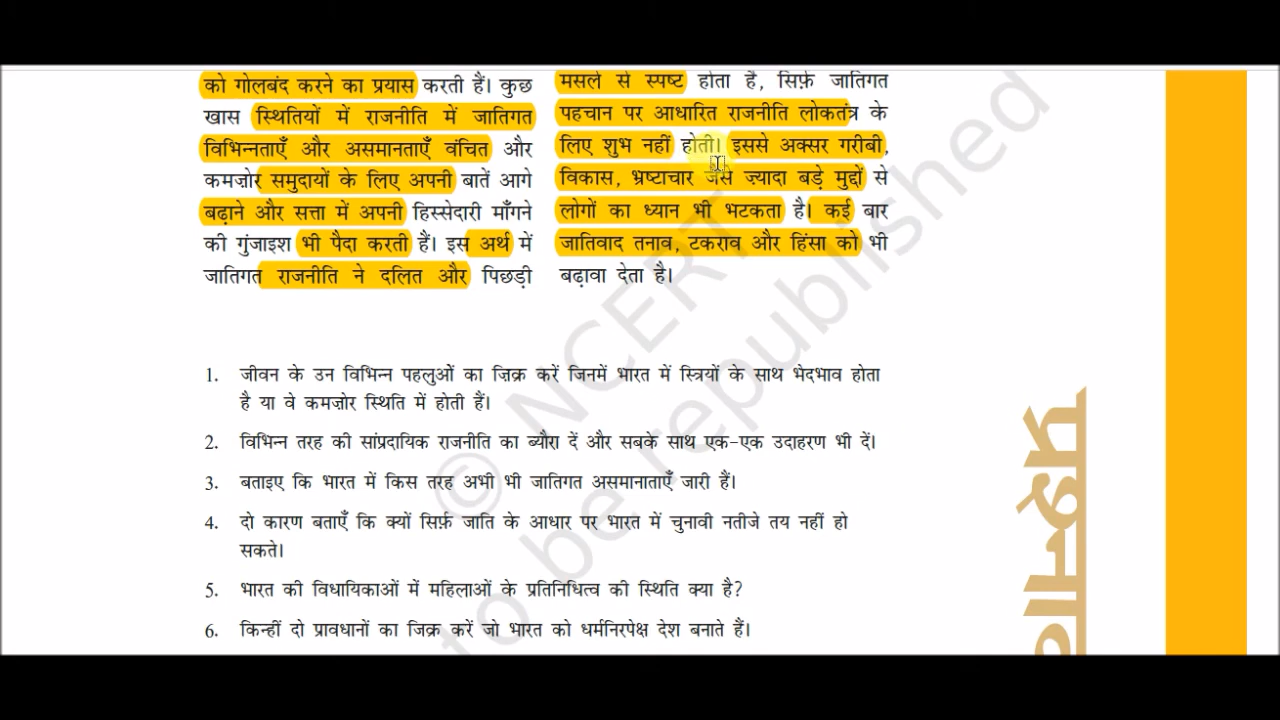 को गोलबंद करने का प्रयास करती हैं। कुछ
खास स्थितियों में राजनीति में जातिगत
विभिन्नताएँ और असमानताएँ वंचित और
कमज़ोर समुदायों के लिए अपनी बातें आगे
बढ़ाने और सत्ता में अपनी हिस्सेदारी माँगने
की गुंजाइश भी पैदा करती हैं। इस अर्थ में
जातिगत राजनीति ने दलित और पिछड़ी
मसले से स्पष्ट होता है, सिर्फ़ जातिगत
पहचान पर आधारित राजनीति लोकतंत्र के
लिए शुभ नहीं होती। इससे अक्सर गरीबी,
विकास, भ्रष्टाचार जैसे ज़्यादा बड़े मुद्दों से
लोगों का ध्यान भी भटकता है। कई बार
जातिवाद तनाव, टकराव और हिंसा को भी
बढ़ावा देता है।
1. जीवन के उन विभिन्न पहलुओं का ज़िक्र करें जिनमें भारत में स्त्रियों के साथ भेदभाव होता
है या वे कमज़ोर स्थिति में होती हैं।
2. विभिन्न तरह की सांप्रदायिक राजनीति का ब्यौरा दें और सबके साथ एक-एक उदाहरण भी दें।
3. बताइए कि भारत में किस तरह अभी भी जातिगत असमानाताएँ जारी हैं।
4. दो कारण बताएँ कि क्यों सिर्फ़ जाति के आधार पर भारत में चुनावी नतीजे तय नहीं हो
सकते।
5. भारत की विधायिकाओं में महिलाओं के प्रतिनिधित्व की स्थिति क्या है?
6. किन्हीं दो प्रावधानों का ज़िक्र करें जो भारत को धर्मनिरपेक्ष देश बनाते हैं।
© NCERT
to be republished